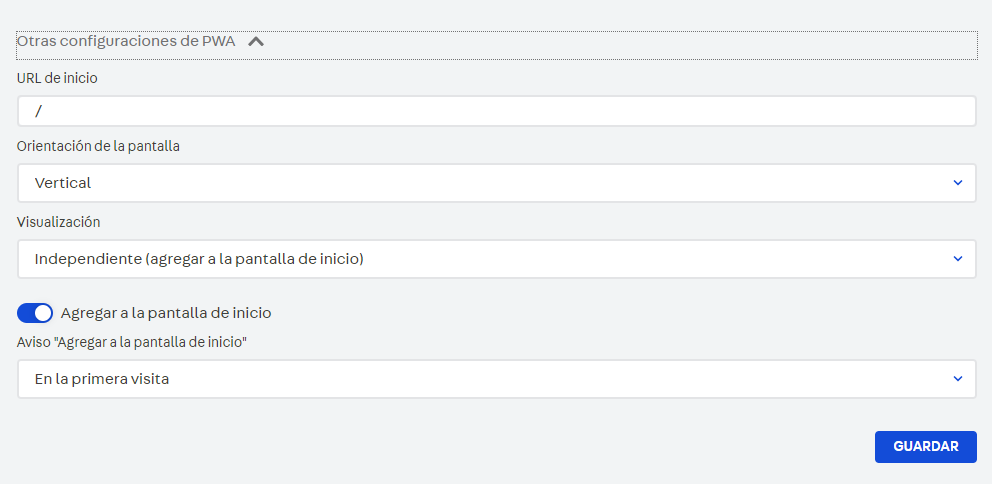 Otras configuraciones de PWA
URL de inicio
/
Orientación de la pantalla
Vertical
Visualización
Independiente (agregar a la pantalla de inicio)
Agregar a la pantalla de inicio
Aviso "Agregar a la pantalla de inicio"
En la primera visita
GUARDAR